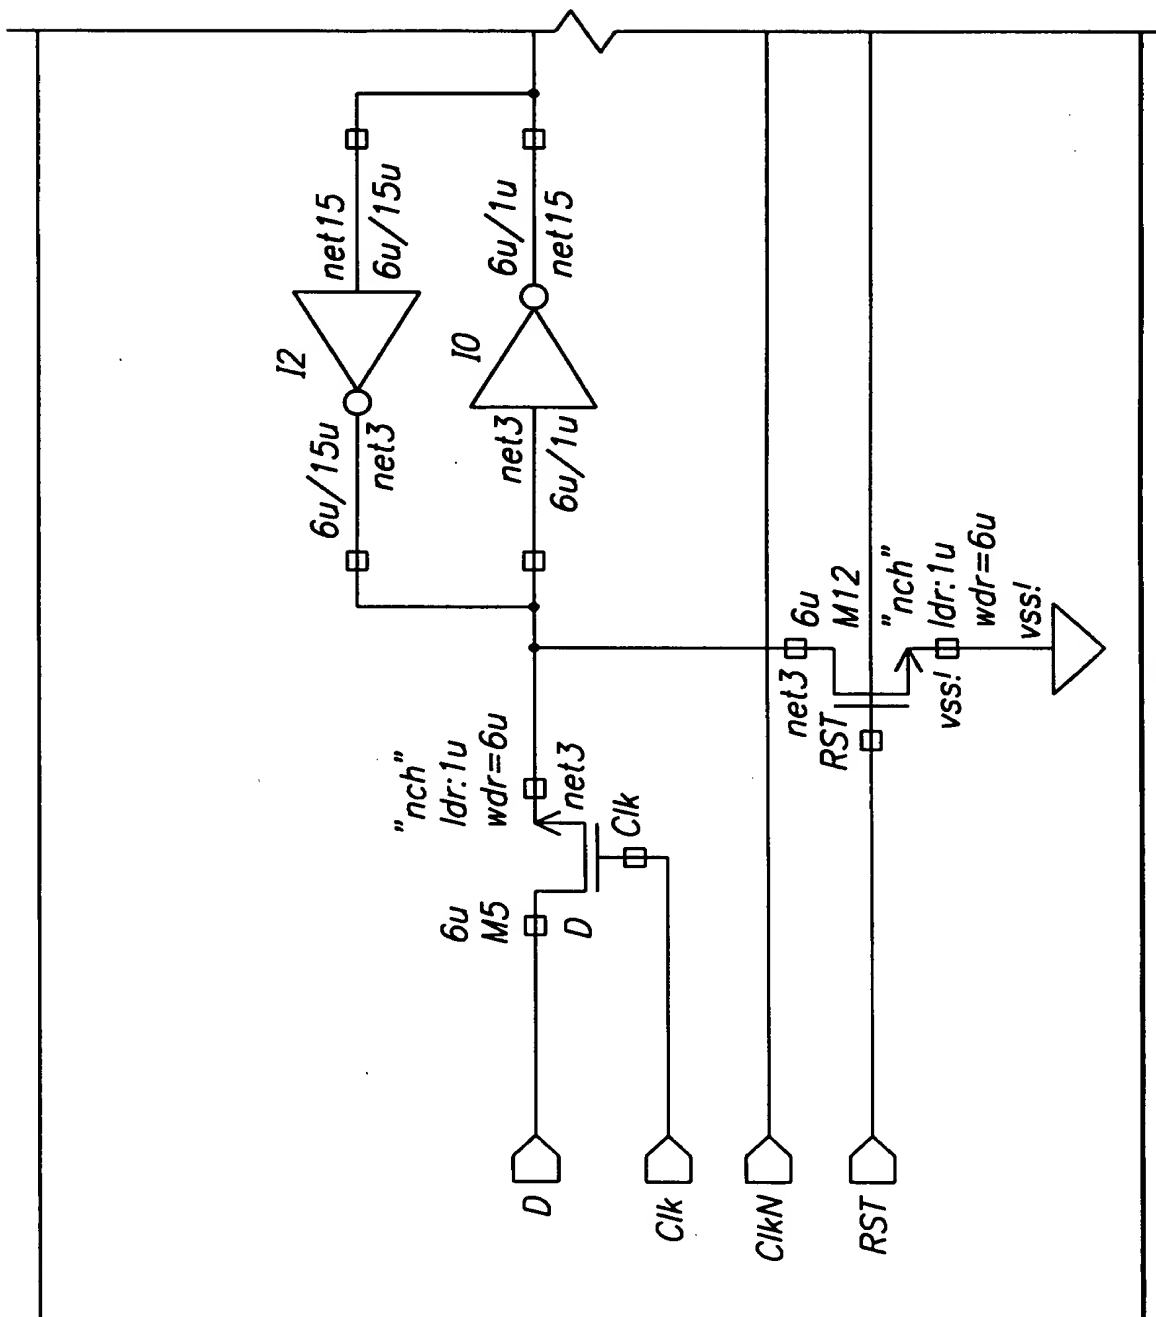 I2
6u/15u
net15
net3
6u/15u
"nch"
6u
ldr:1u
I0
M5
wdr=6u
net3
6u/1u
D
6u/1u
net15
D
net3
Clk
Clk
ClkN
net3
6u
RST
M12
RST
"nch"
vss!
ldr:1u
wdr=6u
vss!